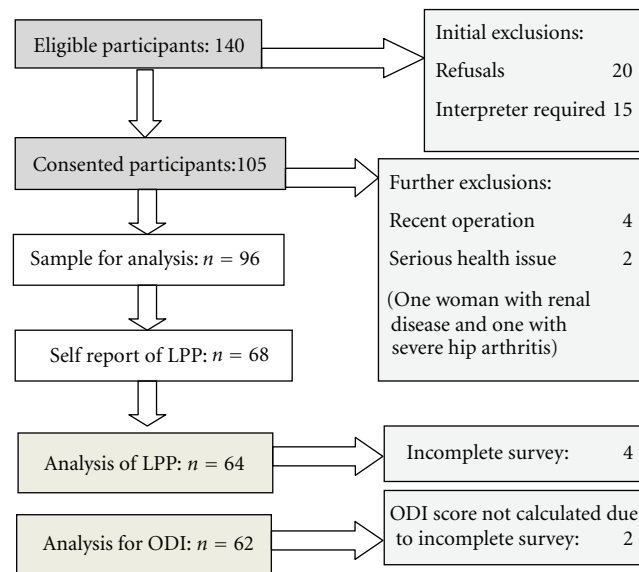 Eligible participants: 140
Initial exclusions:
Refusals 20
Interpreter required 15
Consented participants:105
Further exclusions:
Recent operation 4
Serious health issue 2
(One woman with renal
disease and one with
severe hip arthritis)
Sample for analysis: n = 96
Self report of LPP: n = 68
Analysis of LPP: n = 64
Incomplete survey: 4
Analysis for ODI: n = 62
ODI score not calculated due
to incomplete survey: 2